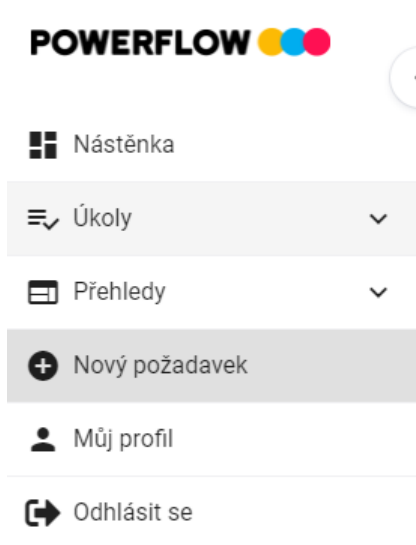 POWERFLOW
Nástěnka
Úkoly
Přehledy
Nový požadavek
Můj profil
Odhlásit se